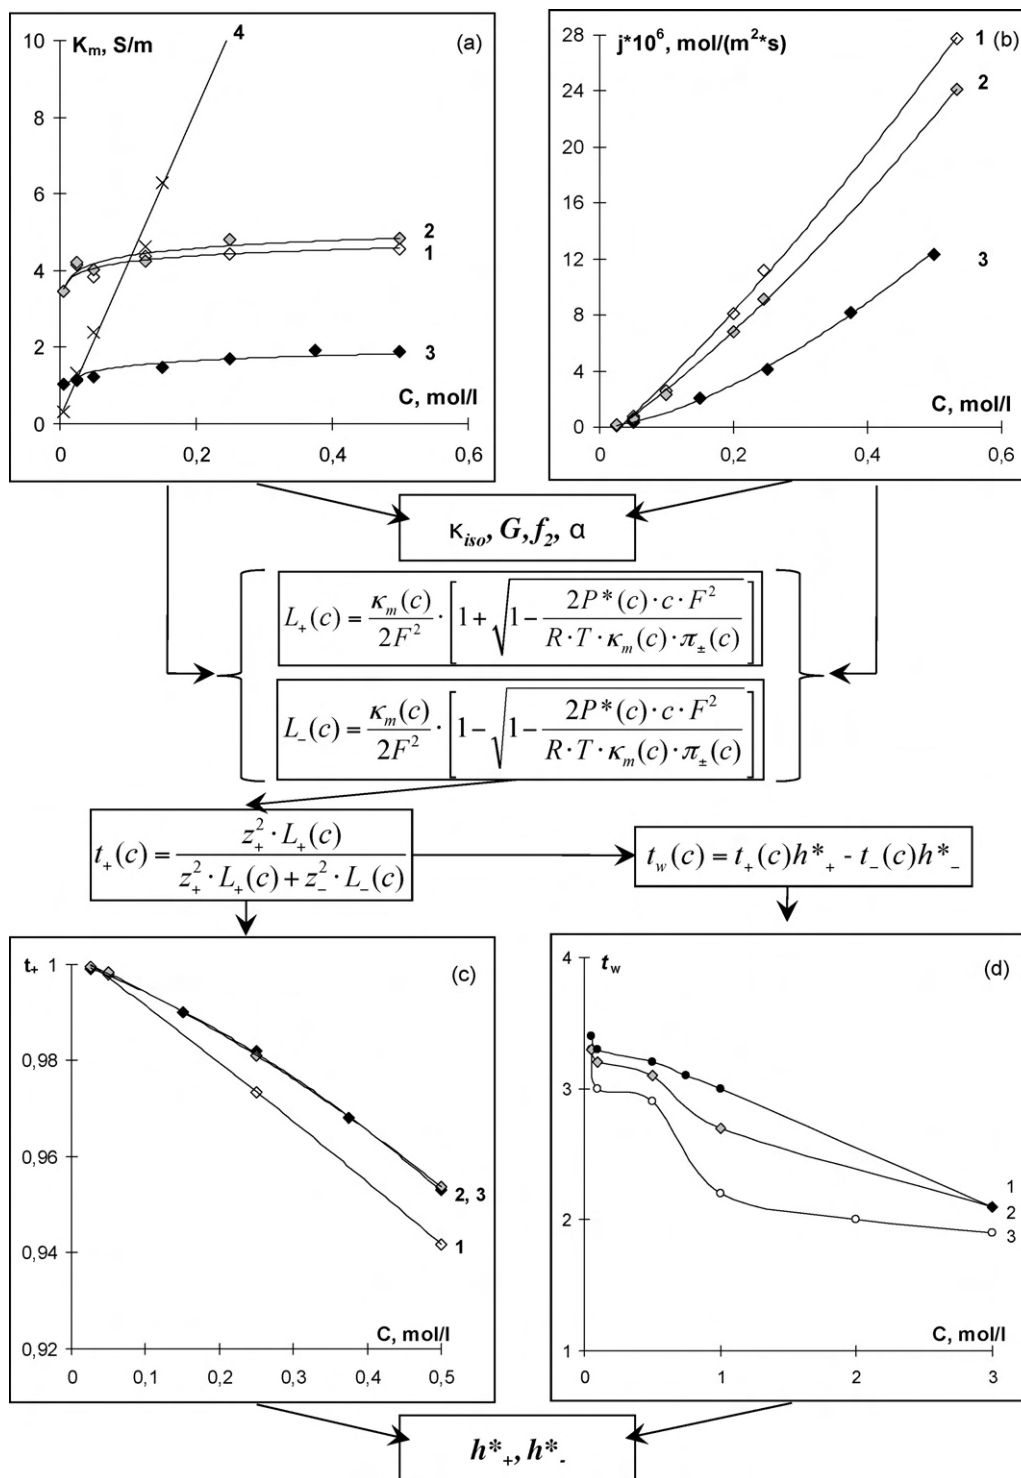 K_m, S/m
4
(a)
10
8
6
4
2
0
2
1
3
C, mol/l
0
0,2
0,4
0,6
j*10^6, mol/(m^2*s)
1
(b)
2
3
28
24
20
16
12
8
4
0
C, mol/l
0
0,2
0,4
0,6
κ_iso, G, f_2, α
L_+(c) = κ_m(c)/2F^2 · [1 + √(1 − 2P*(c)·c·F^2/(R·T·κ_m(c)·π_±(c)))]
L_−(c) = κ_m(c)/2F^2 · [1 − √(1 − 2P*(c)·c·F^2/(R·T·κ_m(c)·π_±(c)))]
t_+(c) = z_+^2·L_+(c)/(z_+^2·L_+(c) + z_−^2·L_−(c))
t_w(c) = t_+(c)h*_+ - t_−(c)h*_−
t_+
(c)
1
0,98
0,96
0,94
0,92
2, 3
1
C, mol/l
0
0,1
0,2
0,3
0,4
0,5
t_w
(d)
4
3
2
1
1
2
3
C, mol/l
0
1
2
3
h*_+, h*_-